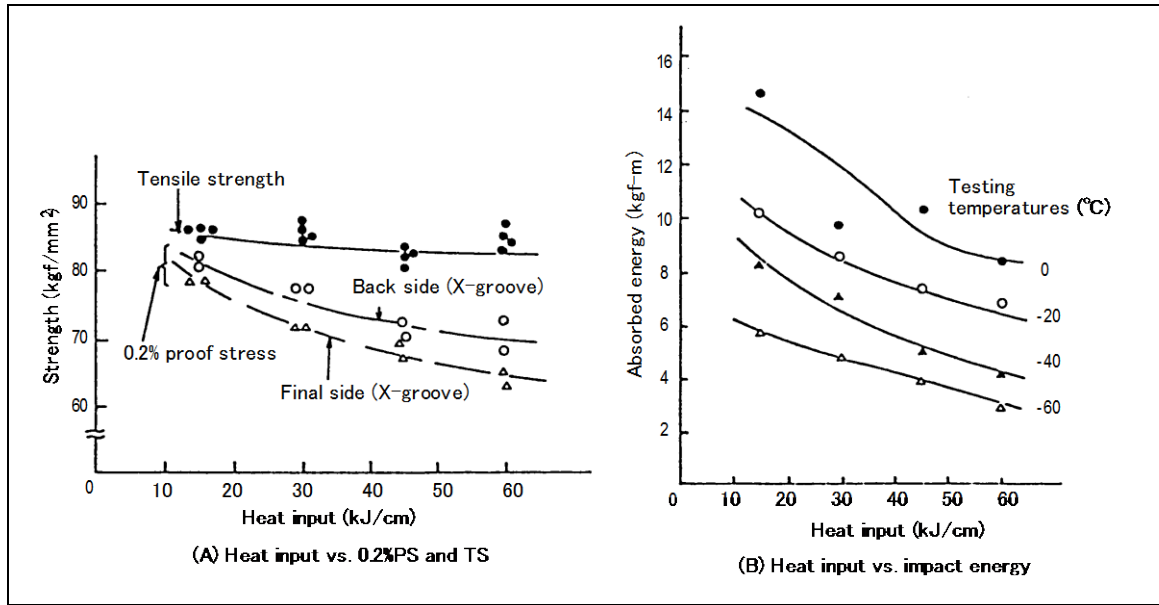 Tensile strength
90
80
70
60
0
Strength (kgf/mm²)
Back side (X-groove)
0.2% proof stress
Final side (X-groove)
10 20 30 40 50 60
Heat input (kJ/cm)
(A) Heat input vs. 0.2%PS and TS
16
14
12
10
8
6
4
2
0
Absorbed energy (kgf-m)
Testing
temperatures (°C)
0
-20
-40
-60
10 20 30 40 50 60
Heat input (kJ/cm)
(B) Heat input vs. impact energy